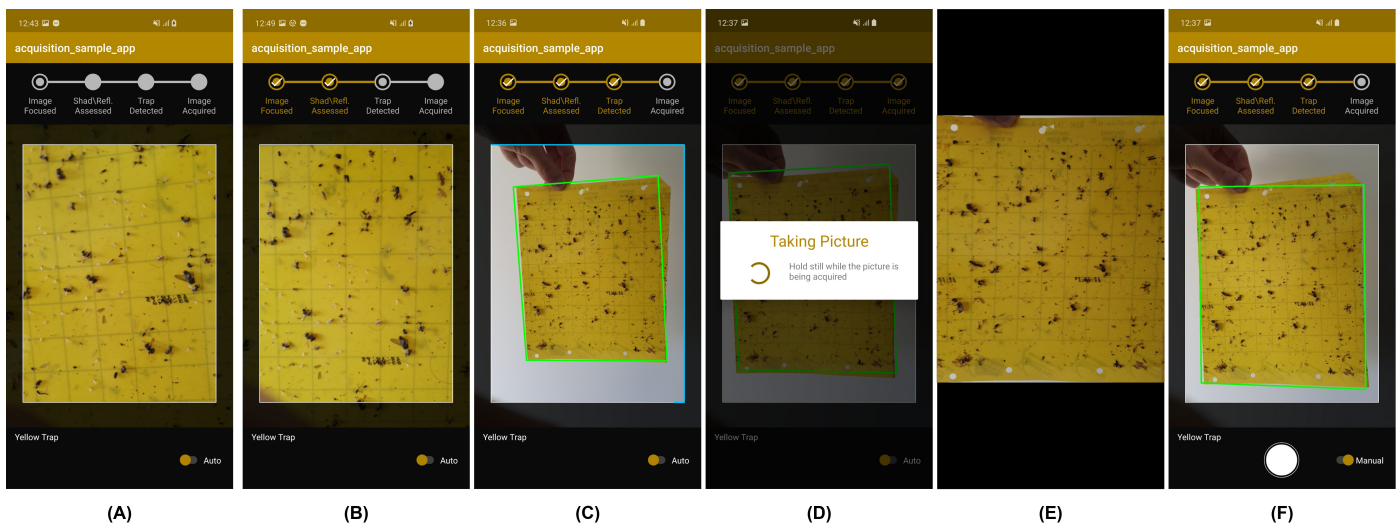 12:43
acquisition_sample_app
Image Focused
Shad\Refl. Assessed
Trap Detected
Image Acquired
Yellow Trap
Auto
(A)
12:49
acquisition_sample_app
Image Focused
Shad\Refl. Assessed
Trap Detected
Image Acquired
Yellow Trap
Auto
(B)
12:36
acquisition_sample_app
Image Focused
Shad\Refl. Assessed
Trap Detected
Image Acquired
Yellow Trap
Auto
(C)
12:37
acquisition_sample_app
Image Focused
Shad\Refl. Assessed
Trap Detected
Image Acquired
Taking Picture
Hold still while the picture is
being acquired
Yellow Trap
Auto
(D)
(E)
12:37
acquisition_sample_app
Image Focused
Shad\Refl. Assessed
Trap Detected
Image Acquired
Yellow Trap
Manual
(F)